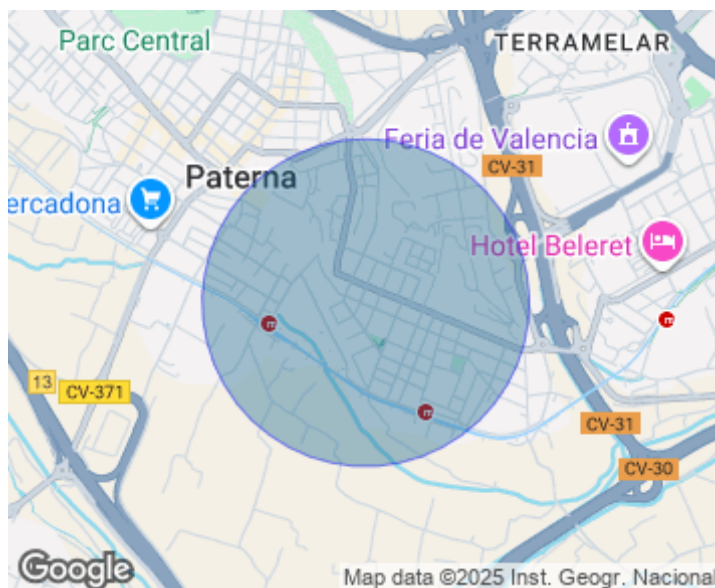 Parc Central
TERRAMELAR
Feria de Valencia
CV-31
Paterna
ercadona
Hotel Beleret
13
CV-371
CV-31
CV-30
Google
Map data ©2025 Inst. Geogr. Nacional